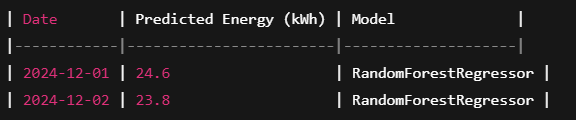 | Date       | Predicted Energy (kWh) | Model             |
|------------|------------------------|-------------------|
| 2024-12-01 | 24.6                   | RandomForestRegressor |
| 2024-12-02 | 23.8                   | RandomForestRegressor |